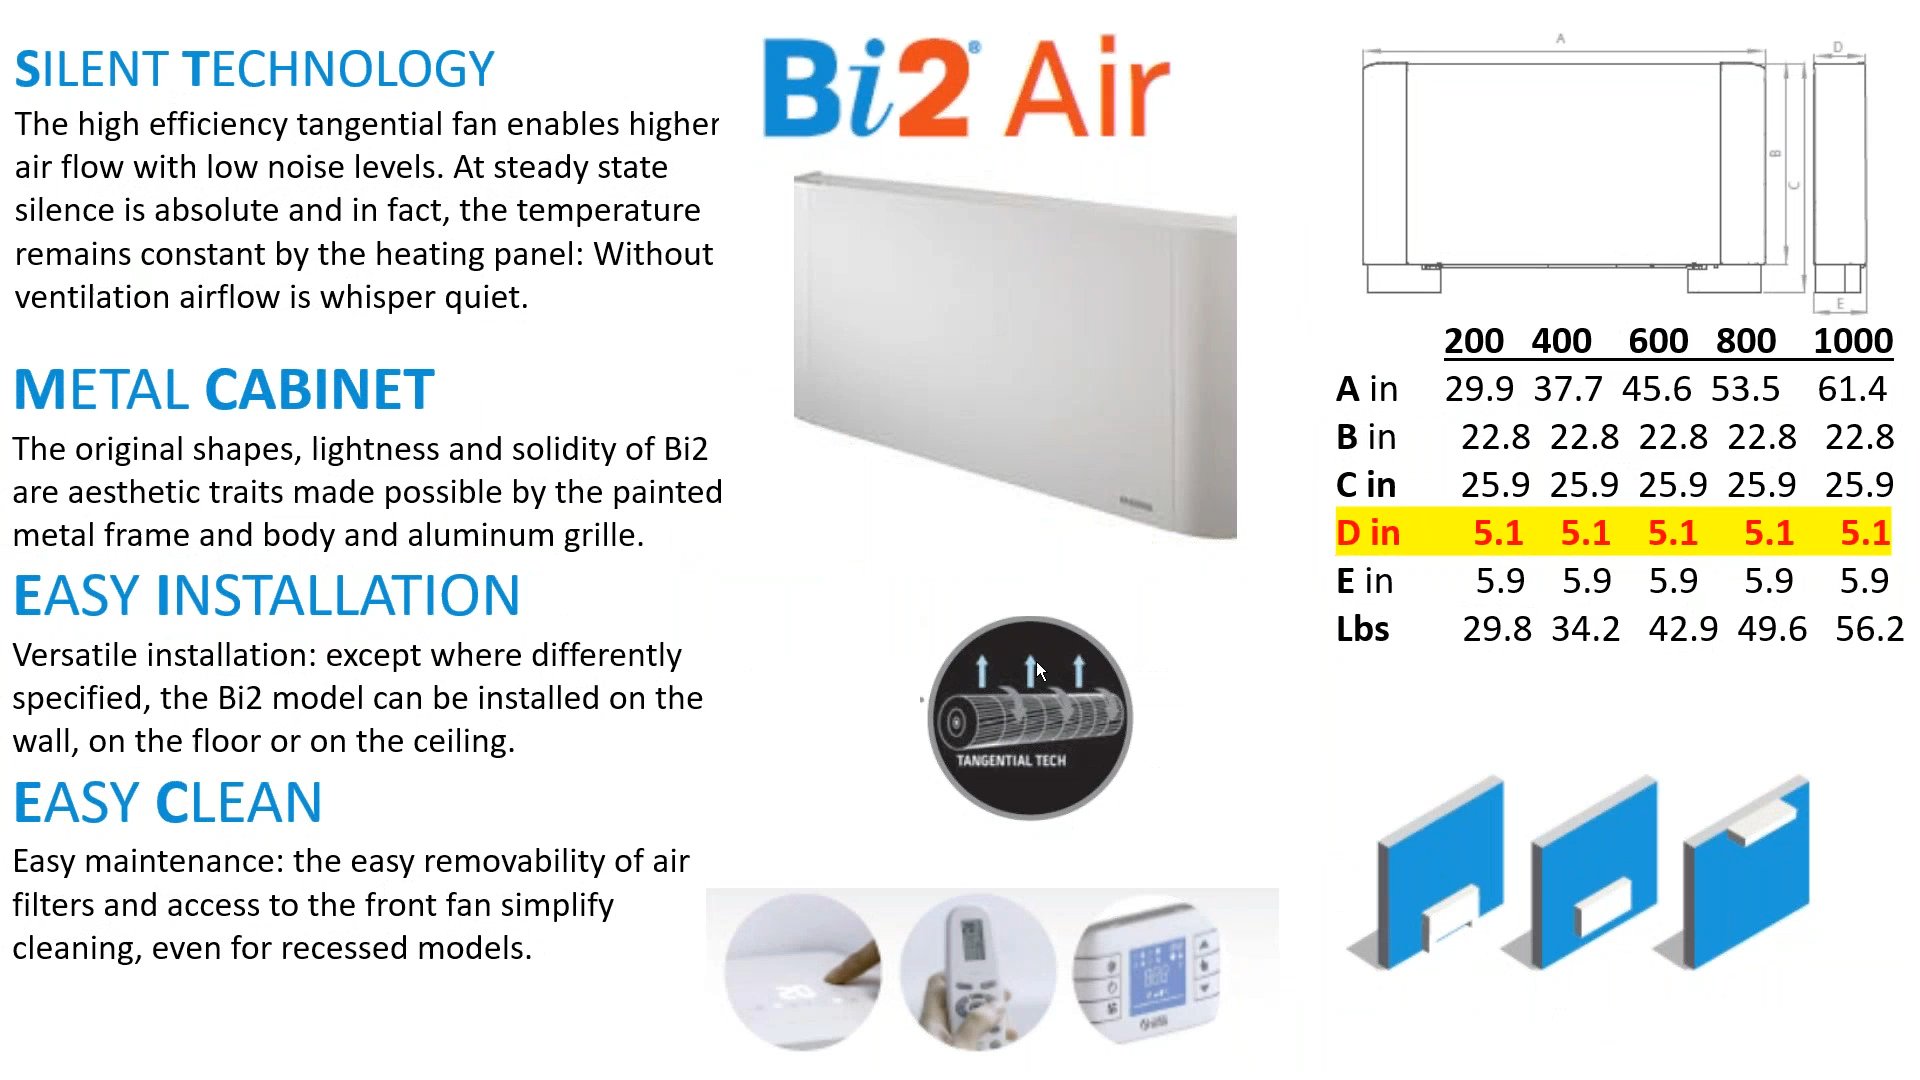 SILENT TECHNOLOGY
The high efficiency tangential fan enables higher
air flow with low noise levels. At steady state
silence is absolute and in fact, the temperature
remains constant by the heating panel: Without
ventilation airflow is whisper quiet.
METAL CABINET
The original shapes, lightness and solidity of Bi2
are aesthetic traits made possible by the painted
metal frame and body and aluminum grille.
EASY INSTALLATION
Versatile installation: except where differently
specified, the Bi2 model can be installed on the
wall, on the floor or on the ceiling.
EASY CLEAN
Easy maintenance: the easy removability of air
filters and access to the front fan simplify
cleaning, even for recessed models.
Bi2® Air
TANGENTIAL TECH
20
A
D
B
C
E
200 400 600 800 1000
A in 29.9 37.7 45.6 53.5 61.4
B in 22.8 22.8 22.8 22.8 22.8
C in 25.9 25.9 25.9 25.9 25.9
D in 5.1 5.1 5.1 5.1 5.1
E in 5.9 5.9 5.9 5.9 5.9
Lbs 29.8 34.2 42.9 49.6 56.2